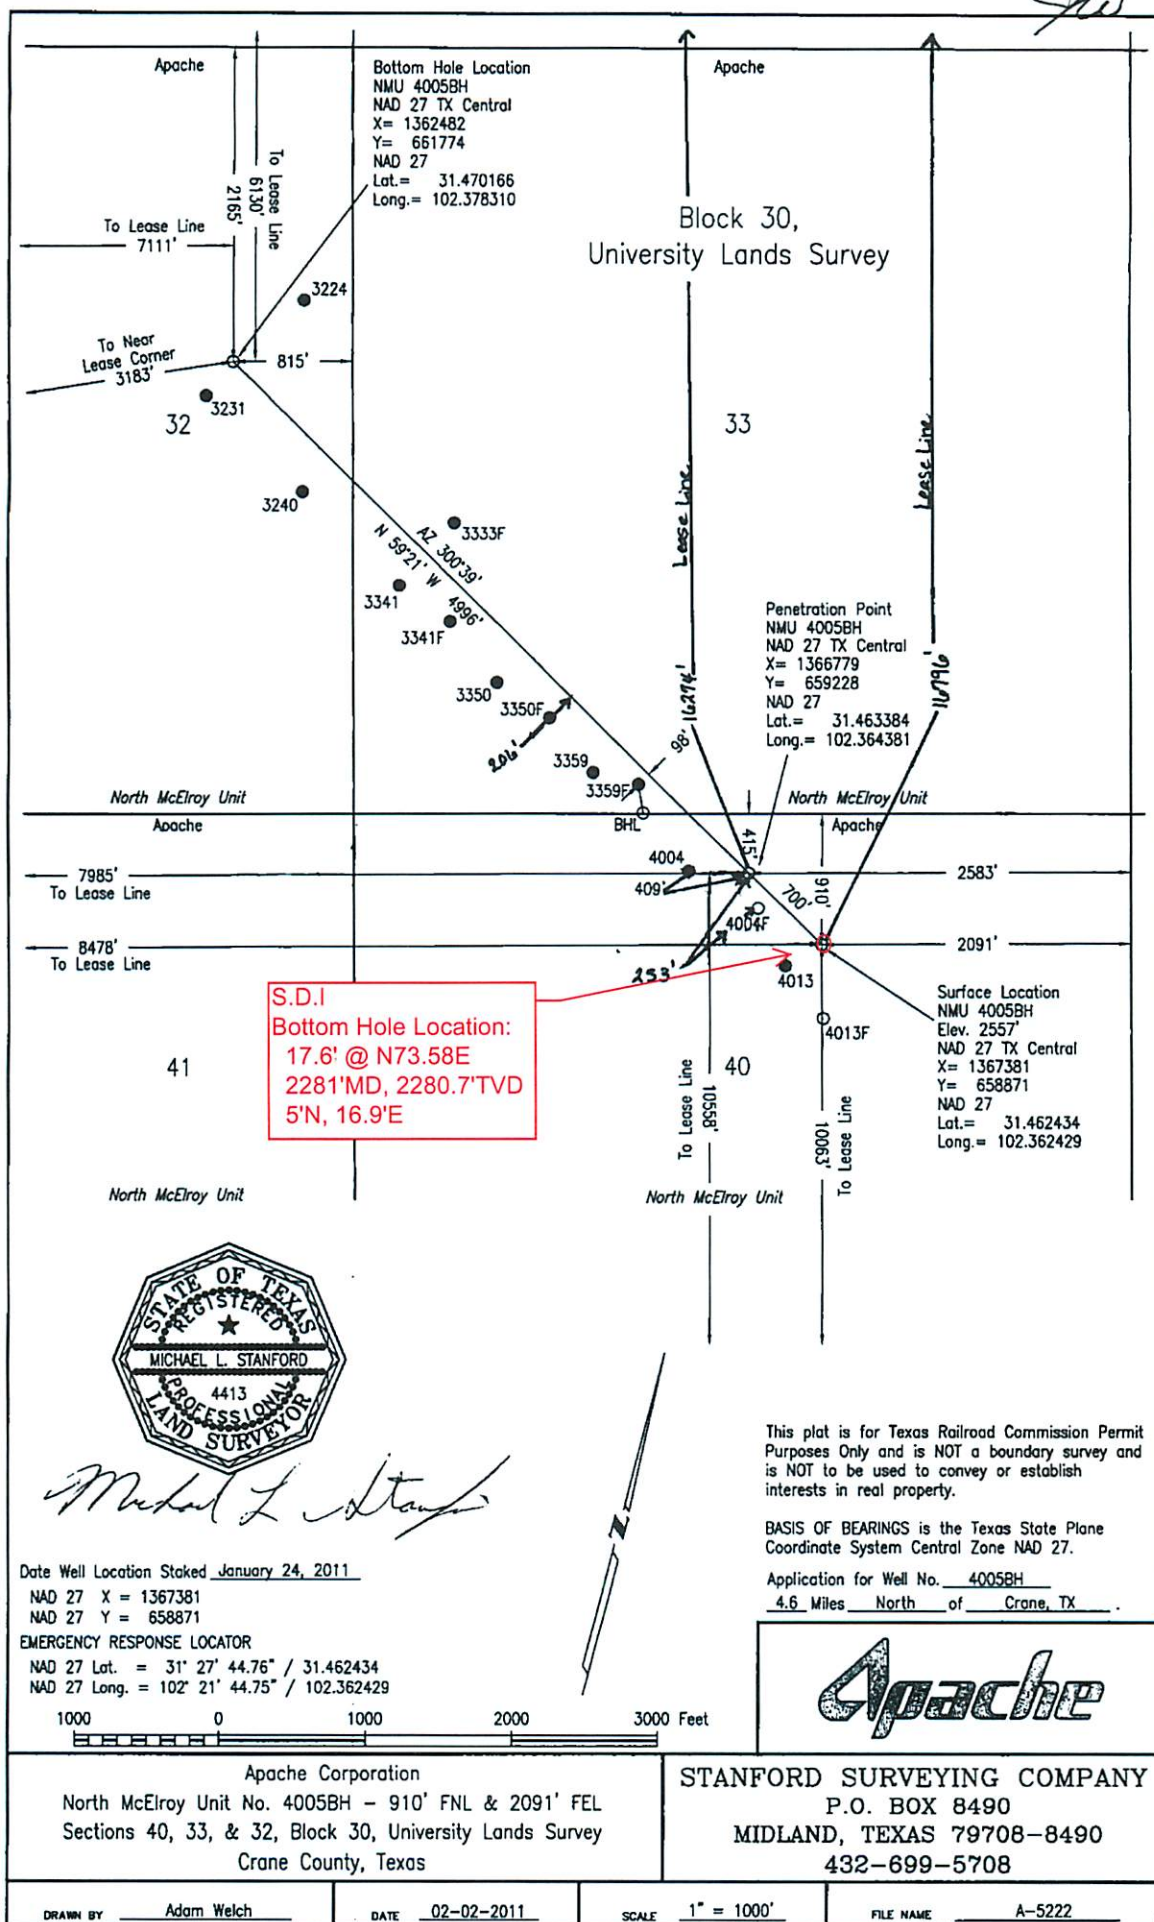 Apache
Bottom Hole Location
NMU 4005BH
NAD 27 TX Central
X= 1362482
Y= 661774
NAD 27
Lat.= 31.470166
Long.= 102.378310
Apache
To Lease Line
6130'
2165'
To Lease Line
7111'
Block 30,
University Lands Survey
3224
To Near
Lease Corner
3183'
815'
3231
32
33
Lease Line
Lease Line
3240
3333F
AZ 300°39'
N 59°21' W 4996'
3341
3341F
Penetration Point
NMU 4005BH
NAD 27 TX Central
X= 1366779
Y= 659228
NAD 27
Lat.= 31.463384
Long.= 102.364381
16274'
16796'
3350
3350F
206'
98'
3359
3359F
North McElroy Unit
North McElroy Unit
Apache
BHL
Apache
415'
4004
7985'
To Lease Line
409'
700'
910'
2583'
4004F
8478'
To Lease Line
2091'
253'
4013
S.D.I
Bottom Hole Location:
17.6' @ N73.58E
2281'MD, 2280.7'TVD
5'N, 16.9'E
Surface Location
NMU 4005BH
Elev. 2557'
NAD 27 TX Central
X= 1367381
Y= 658871
NAD 27
Lat.= 31.462434
Long.= 102.362429
4013F
41
40
To Lease Line
10558'
10063'
To Lease Line
North McElroy Unit
North McElroy Unit
STATE OF TEXAS
REGISTERED
MICHAEL L. STANFORD
4413
PROFESSIONAL
LAND SURVEYOR
Michael L Stanford
N
This plat is for Texas Railroad Commission Permit
Purposes Only and is NOT a boundary survey and
is NOT to be used to convey or establish
interests in real property.
BASIS OF BEARINGS is the Texas State Plane
Coordinate System Central Zone NAD 27.
Application for Well No. 4005BH
4.6 Miles North of Crane, TX .
Date Well Location Staked January 24, 2011
NAD 27 X = 1367381
NAD 27 Y = 658871
EMERGENCY RESPONSE LOCATOR
NAD 27 Lat. = 31° 27' 44.76" / 31.462434
NAD 27 Long. = 102° 21' 44.75" / 102.362429
Apache
1000 0 1000 2000 3000 Feet
Apache Corporation
North McElroy Unit No. 4005BH - 910' FNL & 2091' FEL
Sections 40, 33, & 32, Block 30, University Lands Survey
Crane County, Texas
STANFORD SURVEYING COMPANY
P.O. BOX 8490
MIDLAND, TEXAS 79708-8490
432-699-5708
DRAWN BY Adam Welch
DATE 02-02-2011
SCALE 1" = 1000'
FILE NAME A-5222